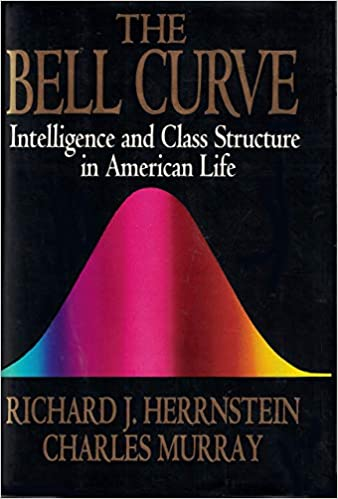 THE
BELL CURVE
Intelligence and Class Structure
in American Life
RICHARD J. HERRNSTEIN
CHARLES MURRAY